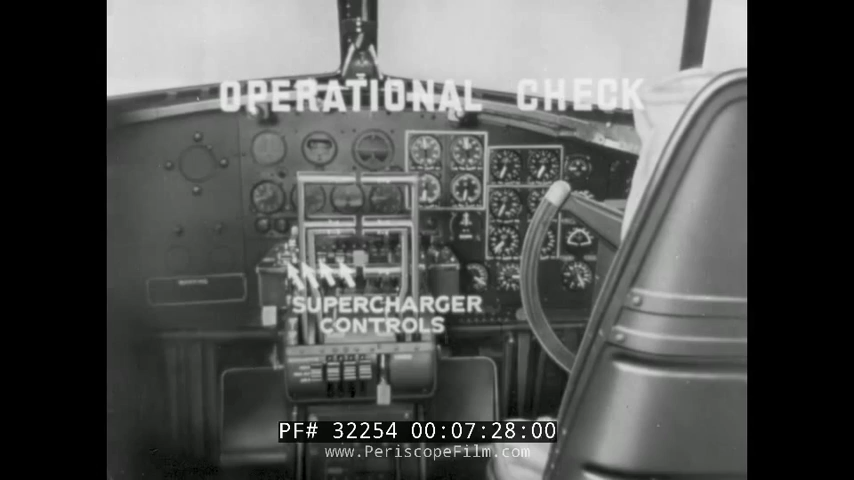 OPERATIONAL CHECK
SUPERCHARGER
CONTROLS
PF# 32254 00:07:28:00
www.PeriscopeFilm.com